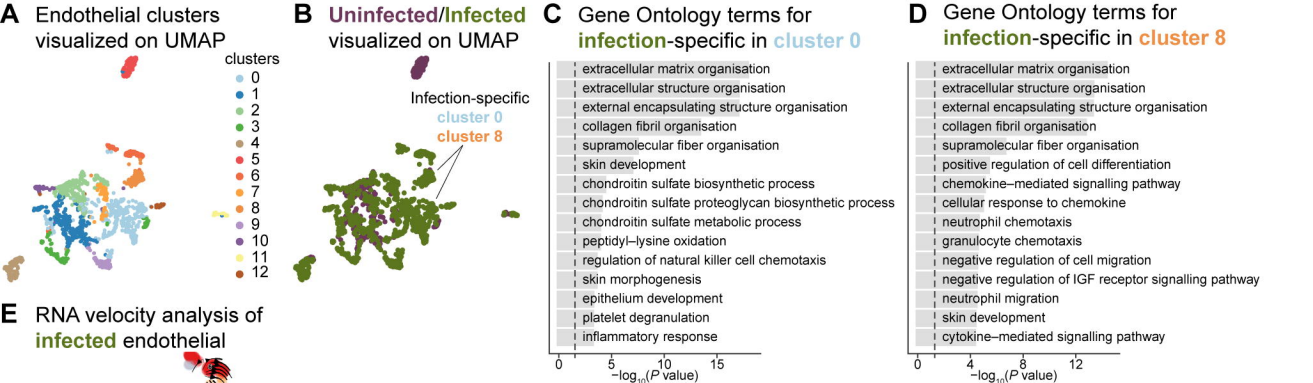 A Endothelial clusters
visualized on UMAP
clusters
0
1
2
3
4
5
6
7
8
9
10
11
12
B Uninfected/Infected
visualized on UMAP
Infection-specific
cluster 0
cluster 8
C Gene Ontology terms for
infection-specific in cluster 0
extracellular matrix organisation
extracellular structure organisation
external encapsulating structure organisation
collagen fibril organisation
supramolecular fiber organisation
skin development
chondroitin sulfate biosynthetic process
chondroitin sulfate proteoglycan biosynthetic process
chondroitin sulfate metabolic process
peptidyl–lysine oxidation
regulation of natural killer cell chemotaxis
skin morphogenesis
epithelium development
platelet degranulation
inflammatory response
0 5 10 15
−log10(P value)
D Gene Ontology terms for
infection-specific in cluster 8
extracellular matrix organisation
extracellular structure organisation
external encapsulating structure organisation
collagen fibril organisation
supramolecular fiber organisation
positive regulation of cell differentiation
chemokine–mediated signalling pathway
cellular response to chemokine
neutrophil chemotaxis
granulocyte chemotaxis
negative regulation of cell migration
negative regulation of IGF receptor signalling pathway
neutrophil migration
skin development
cytokine–mediated signalling pathway
0 4 8 12
−log10(P value)
E RNA velocity analysis of
infected endothelial